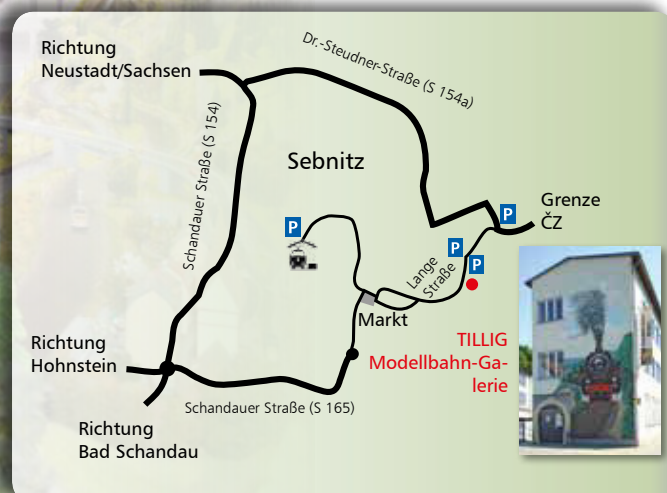 Richtung
Neustadt/Sachsen
Dr.-Steudner-Straße (S 154a)
Schandauer Straße (S 154)
Sebnitz
P
Grenze
ČZ
P
P
P
Lange
Straße
Markt
TILLIG
Modellbahn-Ga-
lerie
Richtung
Hohnstein
Schandauer Straße (S 165)
Richtung
Bad Schandau